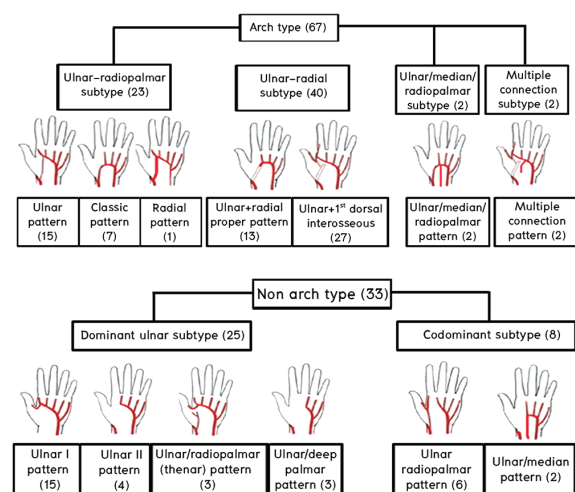 Arch type (67)
Ulnar–radiopalmar
subtype (23)
Ulnar–radial
subtype (40)
Ulnar/median/
radiopalmar
subtype (2)
Multiple
connection
subtype (2)
Ulnar
pattern
(15)
Classic
pattern
(7)
Radial
pattern
(1)
Ulnar+radial
proper pattern
(13)
Ulnar+1st dorsal
interosseous
(27)
Ulnar/median/
radiopalmar
pattern (2)
Multiple
connection
pattern (2)
Non arch type (33)
Dominant ulnar subtype (25)
Codominant subtype (8)
Ulnar I
pattern
(15)
Ulnar II
pattern
(4)
Ulnar/radiopalmar
(thenar) pattern
(3)
Ulnar/deep
palmar
pattern (3)
Ulnar
radiopalmar
pattern (6)
Ulnar/median
pattern (2)